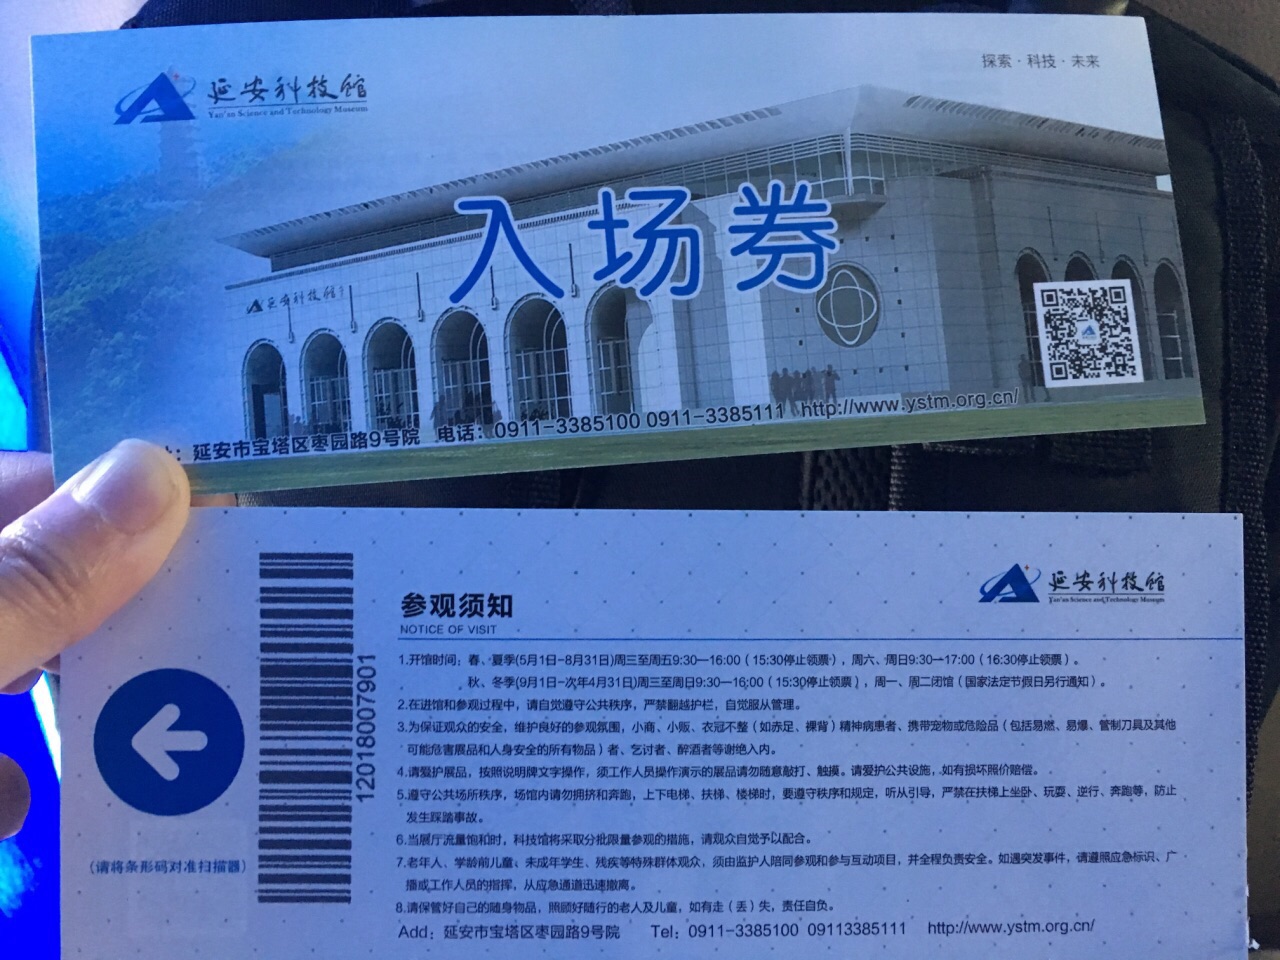 延安科技馆
Yan'an Science and Technology Museum
探索·科技·未来
入场券
延安科技馆
延安市宝塔区枣园路9号院 电话：0911-3385100 0911-3385111 http://www.ystm.org.cn/
延安科技馆
Yan'an Science and Technology Museum
参观须知
NOTICE OF VISIT
1.开馆时间：春、夏季(5月1日-8月31日)周三至周五9:30—16:00（15:30停止领票），周六、周日9:30—17:00（16:30停止领票）。
秋、冬季(9月1日-次年4月31日)周三至周日9:30—16:00（15:30停止领票），周一、周二闭馆（国家法定节假日另行通知）。
2.在进馆和参观过程中，请自觉遵守公共秩序，严禁翻越护栏，自觉服从管理。
3.为保证观众的安全，维护良好的参观氛围，小商、小贩、衣冠不整（如赤足、裸背）精神病患者、携带宠物或危险品（包括易燃、易爆、管制刀具及其他
可能危害展品和人身安全的所有物品）者、乞讨者、醉酒者等谢绝入内。
4.请爱护展品，按照说明牌文字操作，须工作人员操作演示的展品请勿随意敲打、触摸。请爱护公共设施，如有损坏照价赔偿。
5.遵守公共场所秩序，场馆内请勿拥挤和奔跑，上下电梯、扶梯、楼梯时，要遵守秩序和规定，听从引导，严禁在扶梯上坐卧、玩耍、逆行、奔跑等，防止
发生踩踏事故。
6.当展厅流量饱和时，科技馆将采取分批限量参观的措施，请观众自觉予以配合。
7.老年人、学龄前儿童、未成年学生、残疾等特殊群体观众，须由监护人陪同参观和参与互动项目，并全程负责安全。如遇突发事件，请遵照应急标识、广
播或工作人员的指挥，从应急通道迅速撤离。
8.请保管好自己的随身物品，照顾好随行的老人及儿童，如有走（丢）失，责任自负。
Add：延安市宝塔区枣园路9号院 Tel：0911-3385100 09113385111 http://www.ystm.org.cn/
12018007901
（请将条形码对准扫描器）